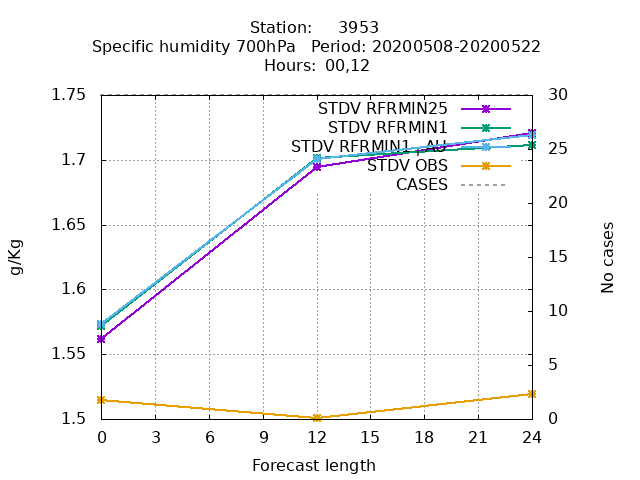 Station: 3953
Specific humidity 700hPa Period: 20200508-20200522
Hours: 00,12
1.75
1.7
1.65
1.6
1.55
1.5
g/Kg
STDV RFRMIN25
STDV RFRMIN1
STDV RFRMIN1_AU
STDV OBS
CASES
30
25
20
15
10
5
0
No cases
0 3 6 9 12 15 18 21 24
Forecast length